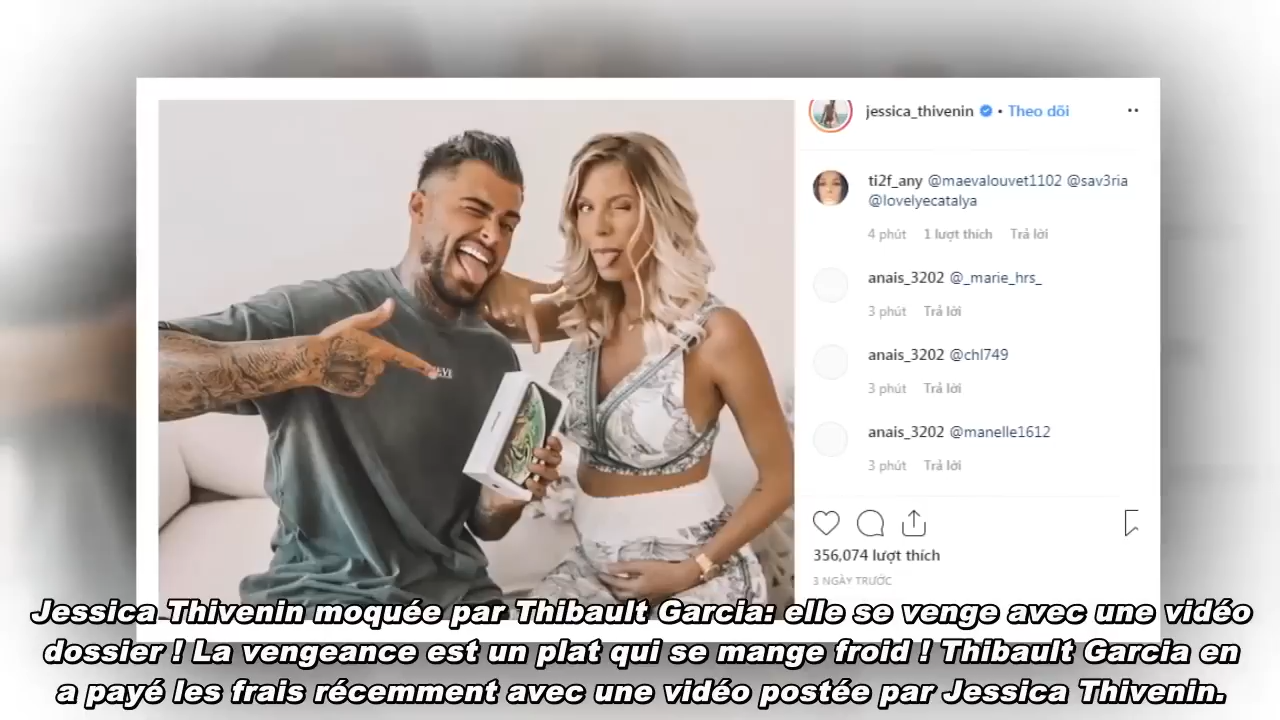 jessica_thivenin • Theo dõi
ti2f_any @maevalouvet1102 @sav3ria
@lovelyecatalya
4 phút 1 lượt thích Trả lời
anais_3202 @_marie_hrs_
3 phút Trả lời
anais_3202 @chl749
3 phút Trả lời
anais_3202 @manelle1612
3 phút Trả lời
356,074 lượt thích
3 NGÀY TRƯỚC
Jessica Thivenin moquée par Thibault Garcia: elle se venge avec une vidéo
dossier ! La vengeance est un plat qui se mange froid ! Thibault Garcia en
a payé les frais récemment avec une vidéo postée par Jessica Thivenin.